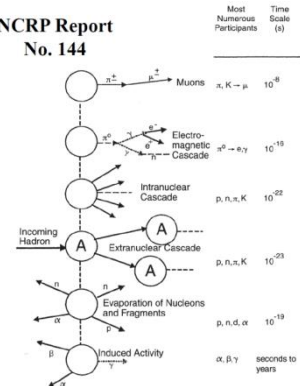 NCRP Report
No. 144
Most
Numerous
Participants
Time
Scale
(s)
π± μ± Muons π, K → μ 10⁻⁸
π⁰ γ e⁻ e⁺ γ n Electro-
magnetic
Cascade
π⁰ → e,γ 10⁻¹⁹
Intranuclear
Cascade
p, n, π, K 10⁻²²
Incoming
Hadron
A Extranuclear Cascade A A
p, n, π, K 10⁻²³
n n α p Evaporation of Nucleons
and Fragments
p, n, d, α 10⁻¹⁹
β γ α Induced Activity
α, β, γ seconds to
years